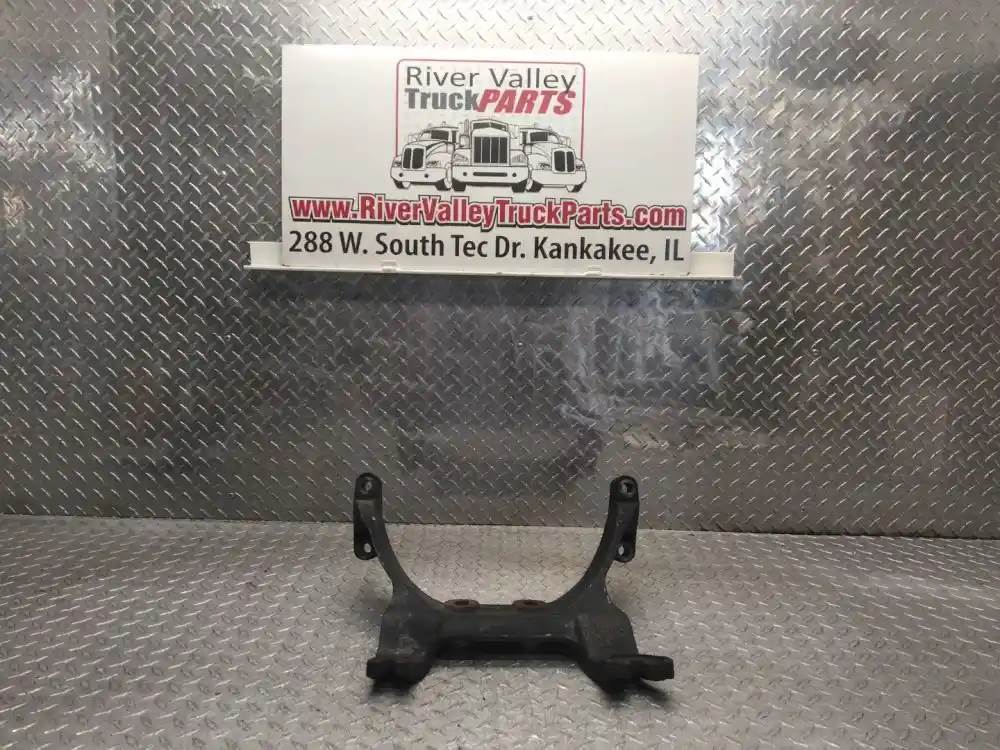 River Valley
TruckPARTS
www.RiverValleyTruckParts.com
288 W. South Tec Dr. Kankakee, IL